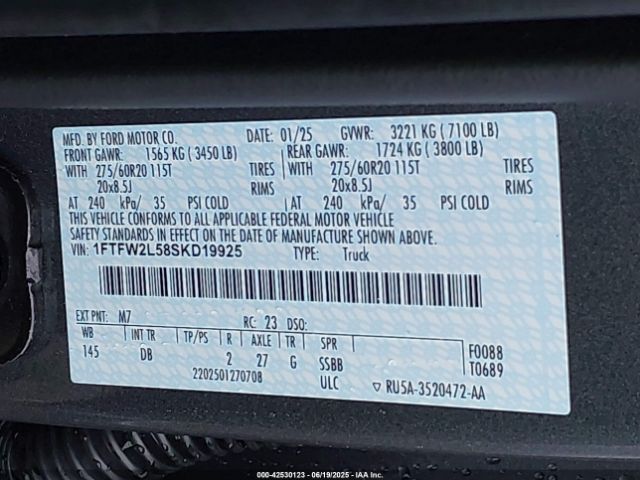 MFD. BY FORD MOTOR CO. DATE: 01/25 GVWR: 3221 KG ( 7100 LB)
FRONT GAWR: 1565 KG ( 3450 LB) REAR GAWR: 1724 KG ( 3800 LB)
WITH 275/60R20 115T TIRES WITH 275/60R20 115T TIRES
20x8.5J RIMS 20x8.5J RIMS
AT 240 kPa/ 35 PSI COLD AT 240 kPa/ 35 PSI COLD
THIS VEHICLE CONFORMS TO ALL APPLICABLE FEDERAL MOTOR VEHICLE
SAFETY STANDARDS IN EFFECT ON THE DATE OF MANUFACTURE SHOWN ABOVE.
VIN: 1FTFW2L58SKD19925 TYPE: Truck
EXT PNT: M7 RC: 23 DSO:
WB INT TR TP/PS R AXLE TR SPR F0088
145 DB 2 27 G SSBB T0689
2202501270708 ULC ▽ RU5A-3520472-AA
000-42530123 - 06/19/2025 - IAAI.COM